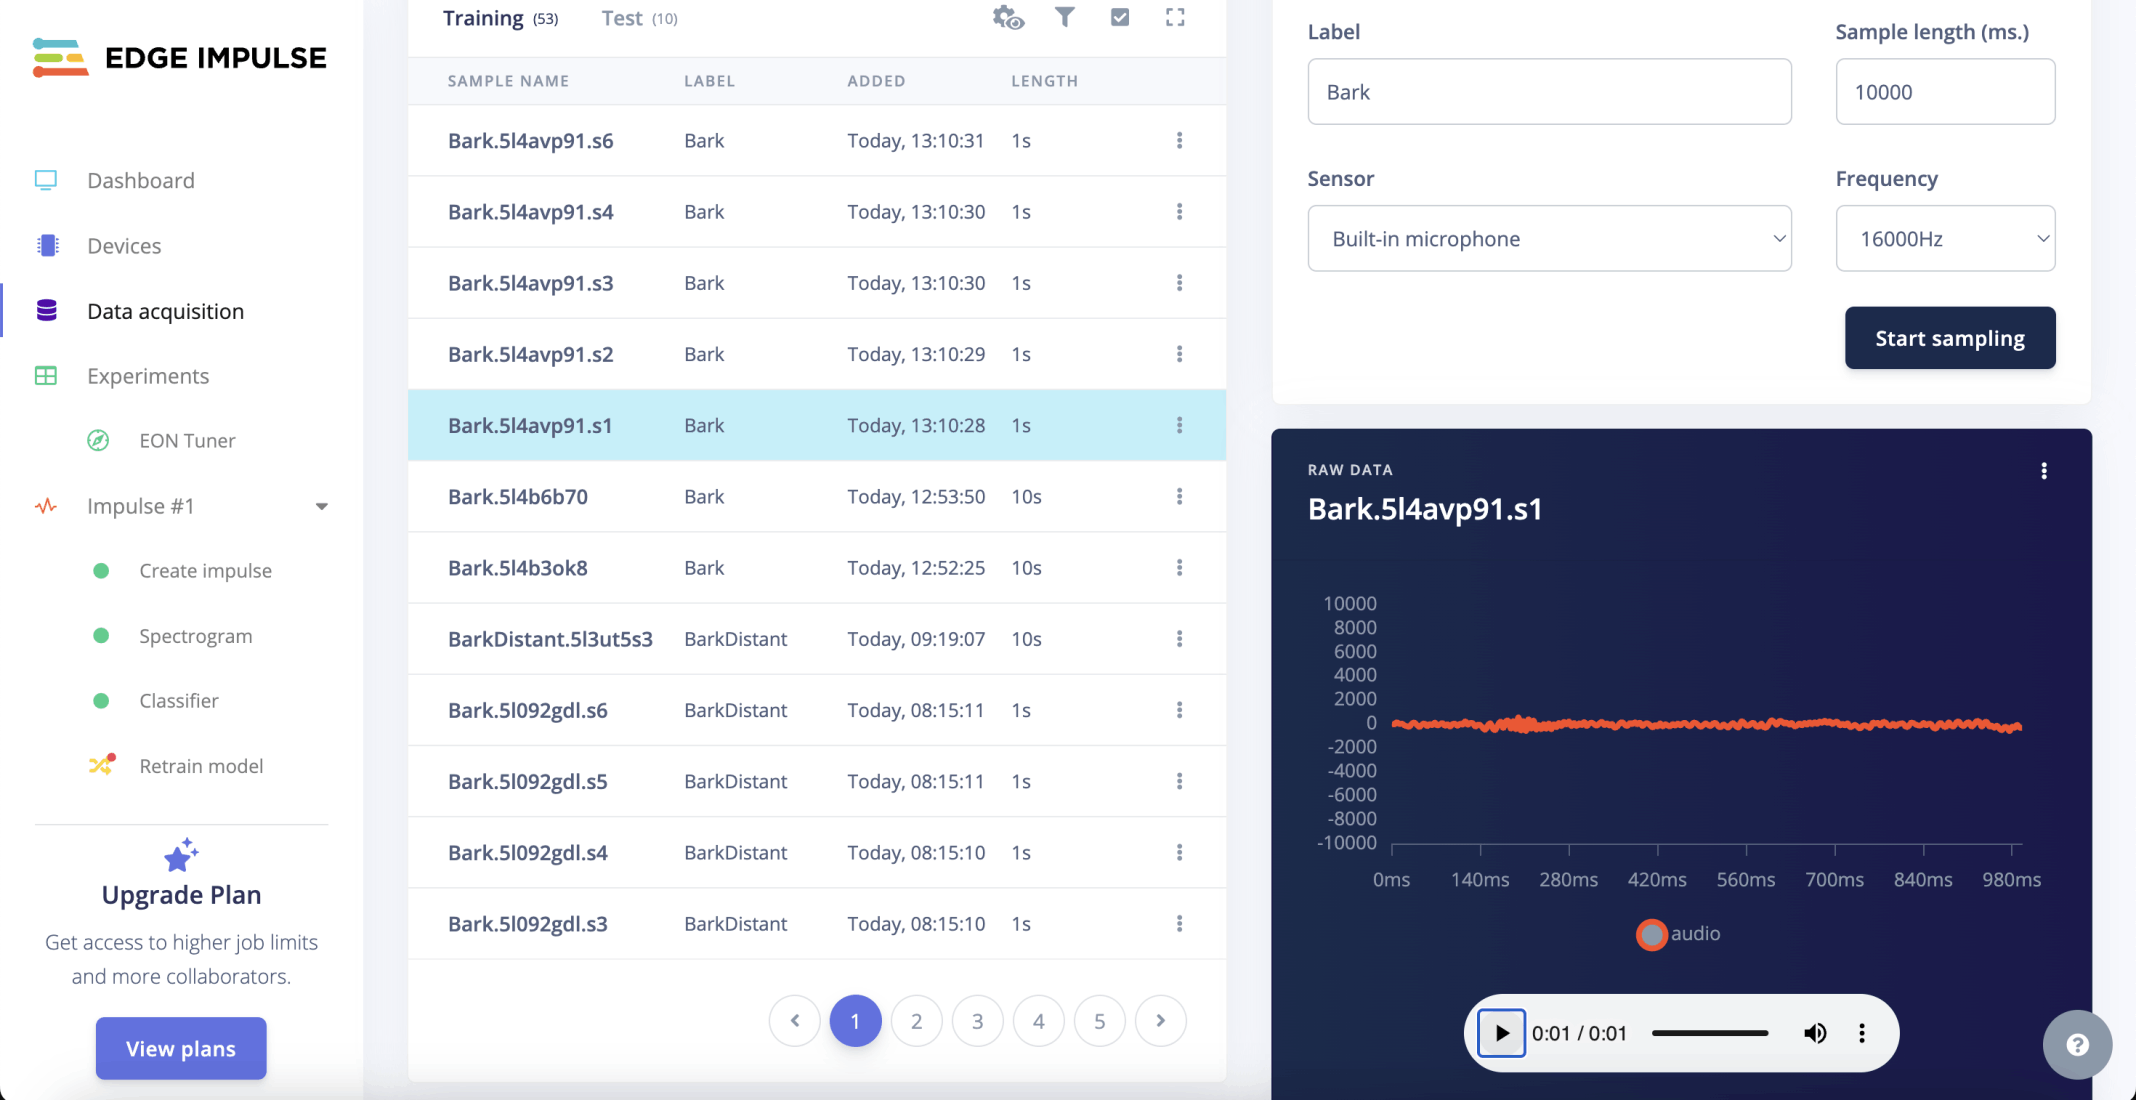 EDGE IMPULSE
Dashboard
Devices
Data acquisition
Experiments
EON Tuner
Impulse #1
Create impulse
Spectrogram
Classifier
Retrain model
Upgrade Plan
Get access to higher job limits
and more collaborators.
View plans
Training (53) Test (10)
SAMPLE NAME LABEL ADDED LENGTH
Bark.5l4avp91.s6 Bark Today, 13:10:31 1s
Bark.5l4avp91.s4 Bark Today, 13:10:30 1s
Bark.5l4avp91.s3 Bark Today, 13:10:30 1s
Bark.5l4avp91.s2 Bark Today, 13:10:29 1s
Bark.5l4avp91.s1 Bark Today, 13:10:28 1s
Bark.5l4b6b70 Bark Today, 12:53:50 10s
Bark.5l4b3ok8 Bark Today, 12:52:25 10s
BarkDistant.5l3ut5s3 BarkDistant Today, 09:19:07 10s
Bark.5l092gdl.s6 BarkDistant Today, 08:15:11 1s
Bark.5l092gdl.s5 BarkDistant Today, 08:15:11 1s
Bark.5l092gdl.s4 BarkDistant Today, 08:15:10 1s
Bark.5l092gdl.s3 BarkDistant Today, 08:15:10 1s
1 2 3 4 5
Label Sample length (ms.)
Bark 10000
Sensor Frequency
Built-in microphone 16000Hz
Start sampling
RAW DATA
Bark.5l4avp91.s1
10000
8000
6000
4000
2000
0
-2000
-4000
-6000
-8000
-10000
0ms 140ms 280ms 420ms 560ms 700ms 840ms 980ms
audio
0:01 / 0:01
?